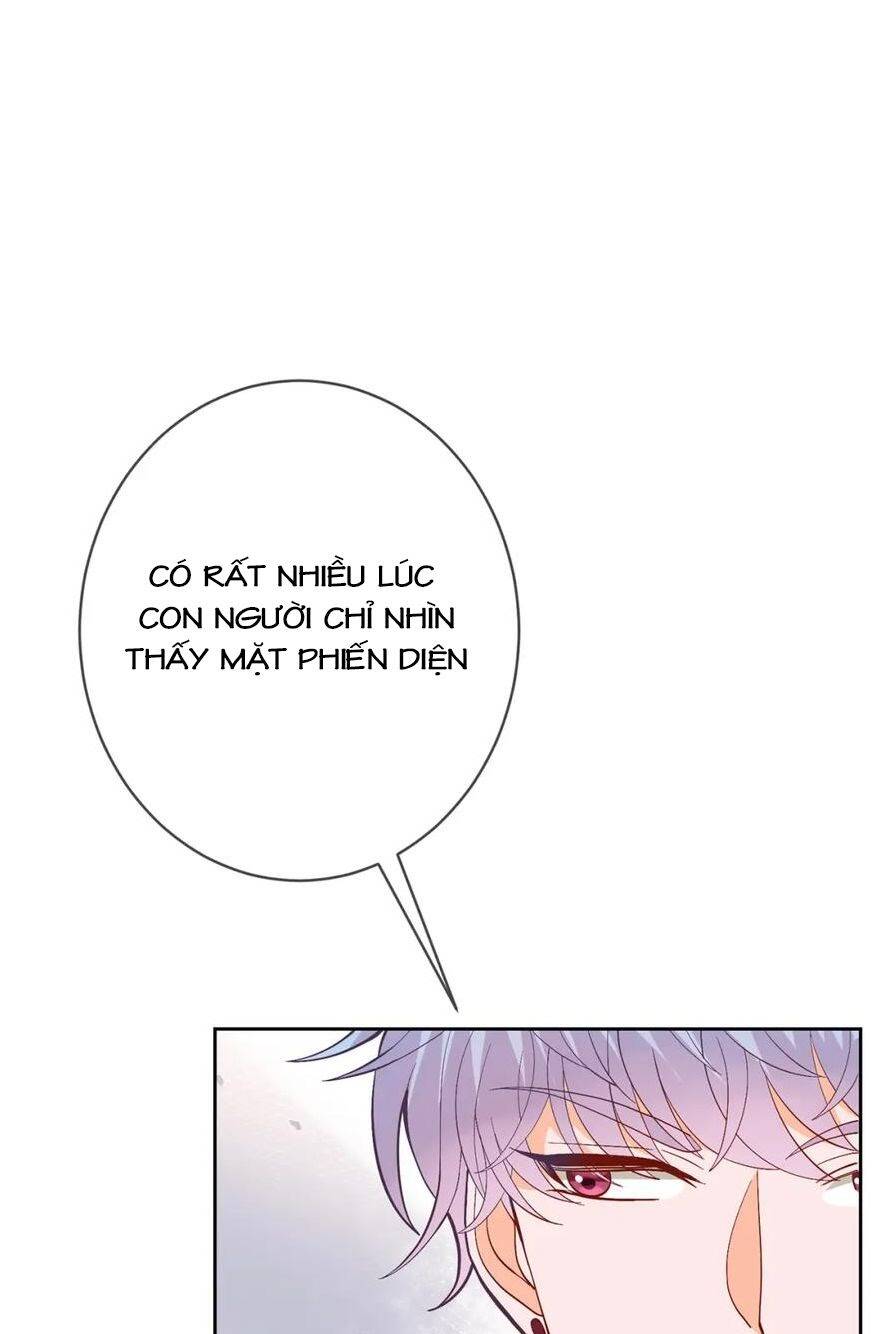 CÓ RẤT NHIỀU LÚC
CON NGƯỜI CHỈ NHÌN
THẤY MẶT PHIẾN DIỆN